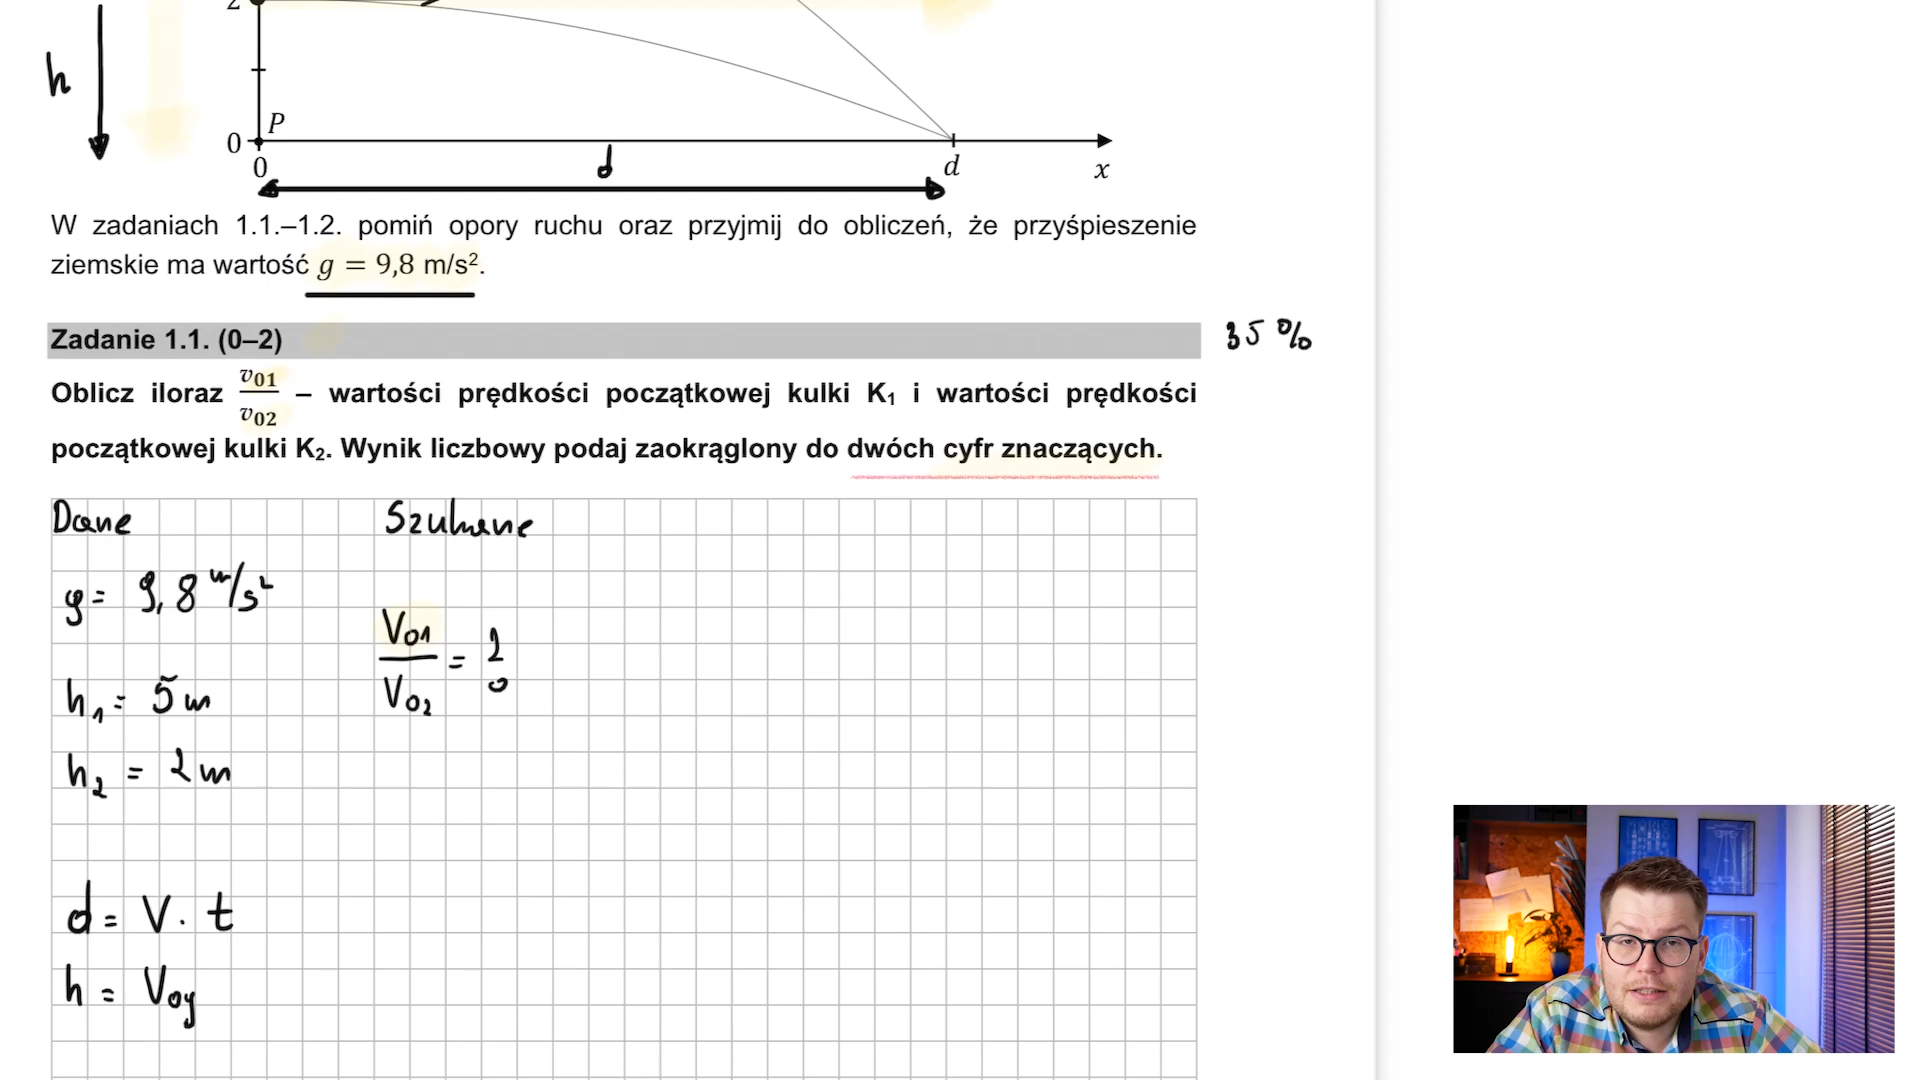 2
h
P
0
0
d
d
x
W zadaniach 1.1.–1.2. pomiń opory ruchu oraz przyjmij do obliczeń, że przyśpieszenie
ziemskie ma wartość g = 9,8 m/s².
Zadanie 1.1. (0–2)
35 %
Oblicz iloraz v₀₁/v₀₂ – wartości prędkości początkowej kulki K₁ i wartości prędkości
początkowej kulki K₂. Wynik liczbowy podaj zaokrąglony do dwóch cyfr znaczących.
Dane Szukane
g = 9,8 m/s²
V₀₁/V₀₂ = ?
h₁ = 5 m
h₂ = 2 m
d = V · t
h = V₀y